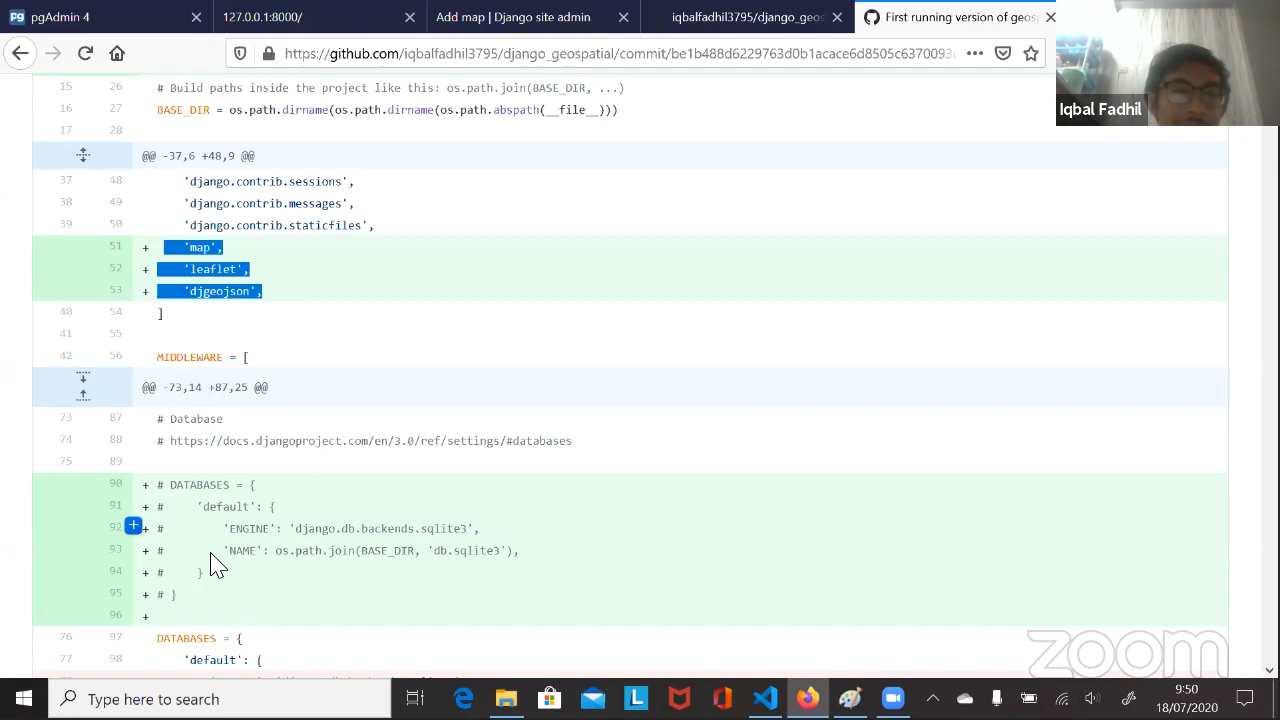 pgAdmin 4
127.0.0.1:8000/
Add map | Django site admin
iqbalfadhil3795/django_geos
First running version of geos
https://github.com/iqbalfadhil3795/django_geospatial/commit/be1b488d6229763d0b1acace6d8505c6370093
Iqbal Fadhil
15 26 # Build paths inside the project like this: os.path.join(BASE_DIR, ...)
16 27 BASE_DIR = os.path.dirname(os.path.dirname(os.path.abspath(__file__)))
17 28
@@ -37,6 +48,9 @@
37 48 'django.contrib.sessions',
38 49 'django.contrib.messages',
39 50 'django.contrib.staticfiles',
51 + 'map',
52 + 'leaflet',
53 + 'djgeojson',
40 54 ]
41 55
42 56 MIDDLEWARE = [
@@ -73,14 +87,25 @@
73 87 # Database
74 88 # https://docs.djangoproject.com/en/3.0/ref/settings/#databases
75 89
90 + # DATABASES = {
91 + # 'default': {
92 + # 'ENGINE': 'django.db.backends.sqlite3',
93 + # 'NAME': os.path.join(BASE_DIR, 'db.sqlite3'),
94 + # }
95 + # }
96 +
76 97 DATABASES = {
77 98 'default': {
zoom
Type here to search
9:50
18/07/2020